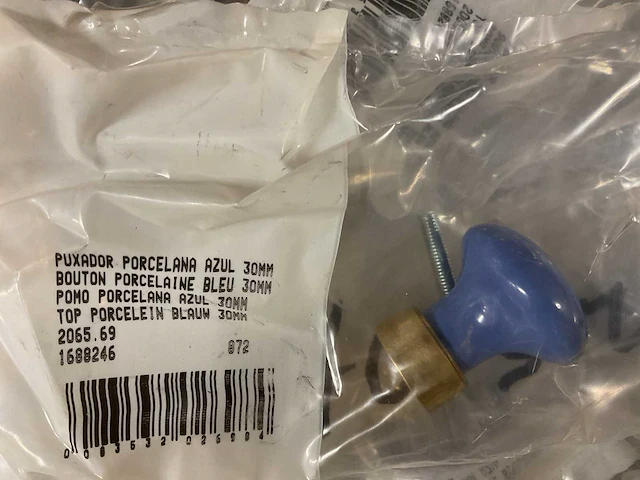 PUXADOR PORCELANA AZUL 30MM
BOUTON PORCELAINE BLEU 30MM
POMO PORCELANA AZUL 30MM
TOP PORCELEIN BLAUW 30MM
2065.69
1688246 872